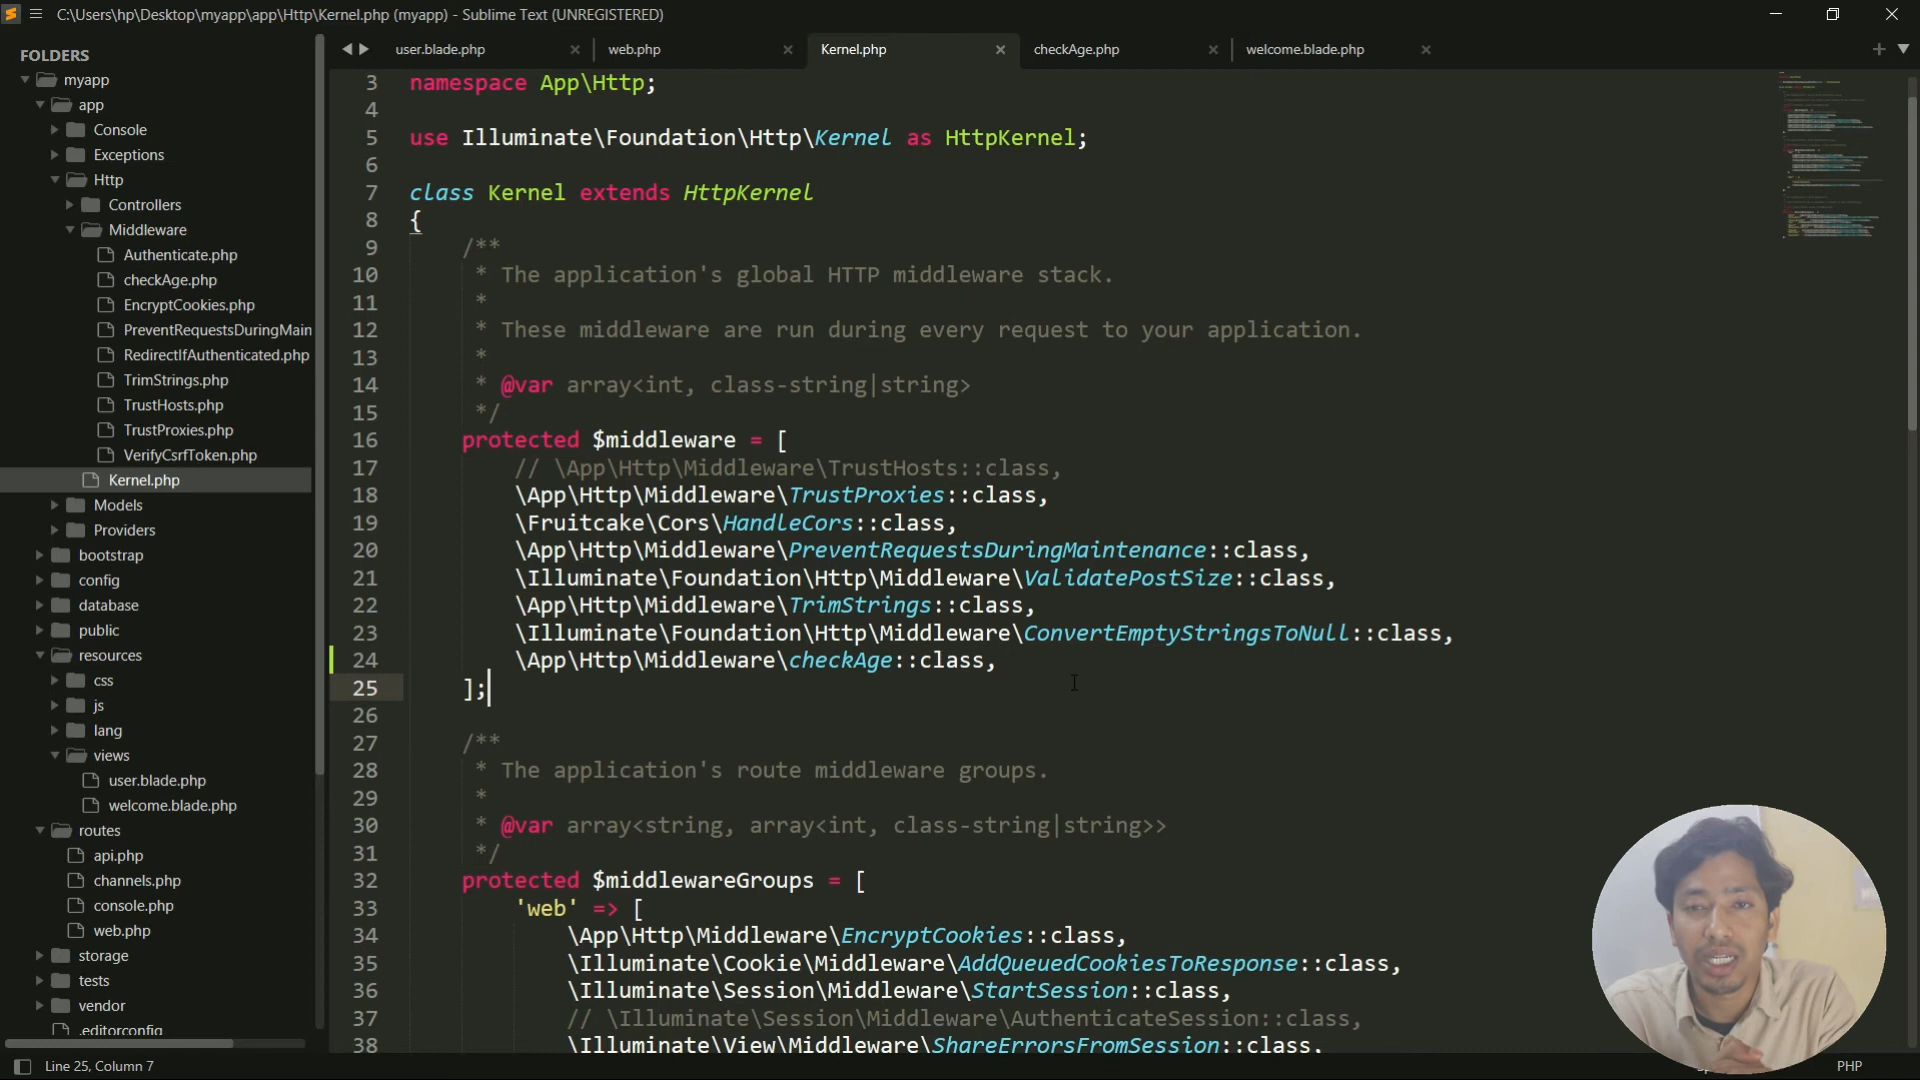 C:\Users\hp\Desktop\myapp\app\Http\Kernel.php (myapp) - Sublime Text (UNREGISTERED)
user.blade.php
web.php
Kernel.php
checkAge.php
welcome.blade.php
FOLDERS
myapp
app
Console
Exceptions
Http
Controllers
Middleware
Authenticate.php
checkAge.php
EncryptCookies.php
PreventRequestsDuringMain
RedirectIfAuthenticated.php
TrimStrings.php
TrustHosts.php
TrustProxies.php
VerifyCsrfToken.php
Kernel.php
Models
Providers
bootstrap
config
database
public
resources
css
js
lang
views
user.blade.php
welcome.blade.php
routes
api.php
channels.php
console.php
web.php
storage
tests
vendor
.editorconfig
3 namespace App\Http;
4
5 use Illuminate\Foundation\Http\Kernel as HttpKernel;
6
7 class Kernel extends HttpKernel
8 {
9 /**
10 * The application's global HTTP middleware stack.
11 *
12 * These middleware are run during every request to your application.
13 *
14 * @var array<int, class-string|string>
15 */
16 protected $middleware = [
17 // \App\Http\Middleware\TrustHosts::class,
18 \App\Http\Middleware\TrustProxies::class,
19 \Fruitcake\Cors\HandleCors::class,
20 \App\Http\Middleware\PreventRequestsDuringMaintenance::class,
21 \Illuminate\Foundation\Http\Middleware\ValidatePostSize::class,
22 \App\Http\Middleware\TrimStrings::class,
23 \Illuminate\Foundation\Http\Middleware\ConvertEmptyStringsToNull::class,
24 \App\Http\Middleware\checkAge::class,
25 ];
26
27 /**
28 * The application's route middleware groups.
29 *
30 * @var array<string, array<int, class-string|string>>
31 */
32 protected $middlewareGroups = [
33 'web' => [
34 \App\Http\Middleware\EncryptCookies::class,
35 \Illuminate\Cookie\Middleware\AddQueuedCookiesToResponse::class,
36 \Illuminate\Session\Middleware\StartSession::class,
37 // \Illuminate\Session\Middleware\AuthenticateSession::class,
38 \Illuminate\View\Middleware\ShareErrorsFromSession::class,
Line 25, Column 7
PHP